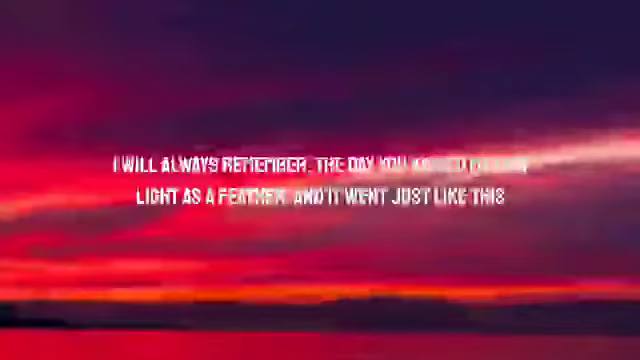 I WILL ALWAYS REMEMBER, THE DAY YOU KISSED MY LIPS
LIGHT AS A FEATHER, AND IT WENT JUST LIKE THIS